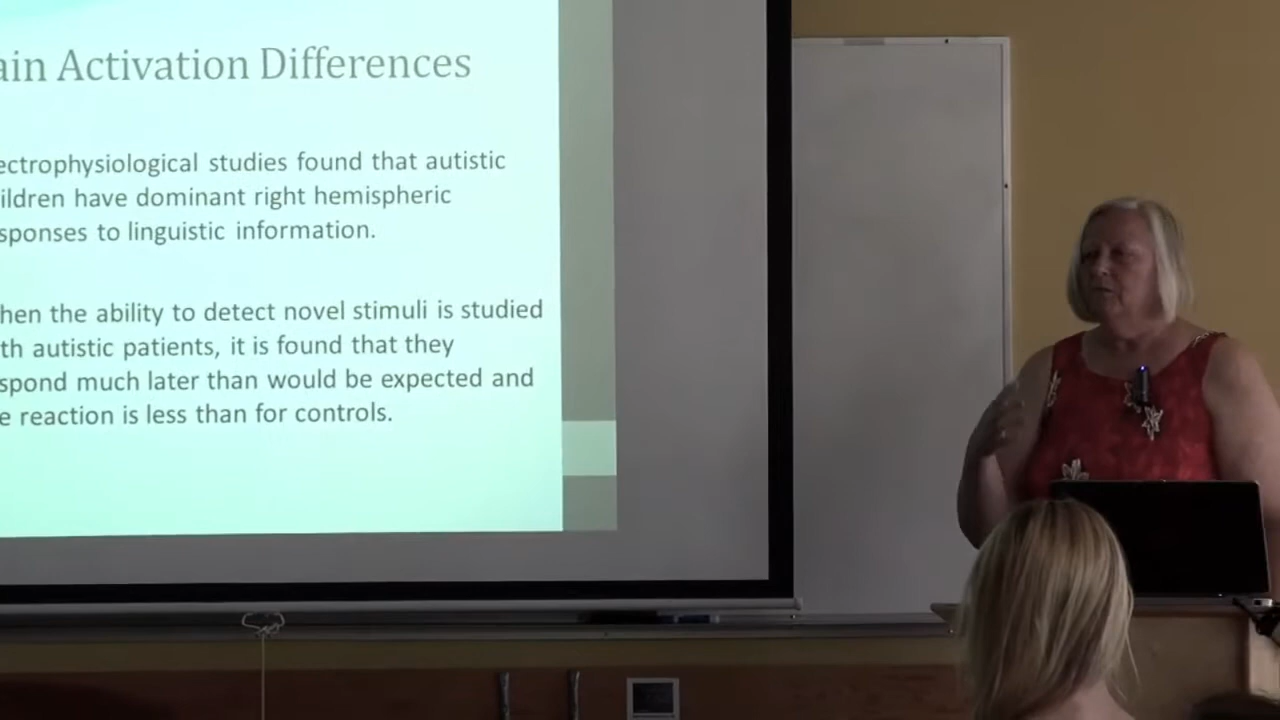 ain Activation Differences
ectrophysiological studies found that autistic
ildren have dominant right hemispheric
sponses to linguistic information.
hen the ability to detect novel stimuli is studied
th autistic patients, it is found that they
spond much later than would be expected and
e reaction is less than for controls.